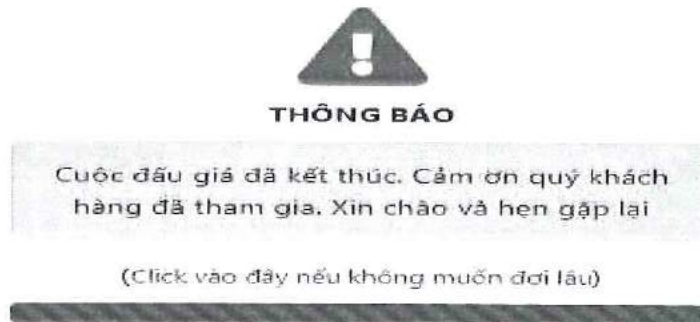 THÔNG BÁO
Cuộc đấu giá đã kết thúc. Cảm ơn quý khách
hàng đã tham gia. Xin chào và hẹn gặp lại
(Click vào đây nếu không muốn đợi lâu)